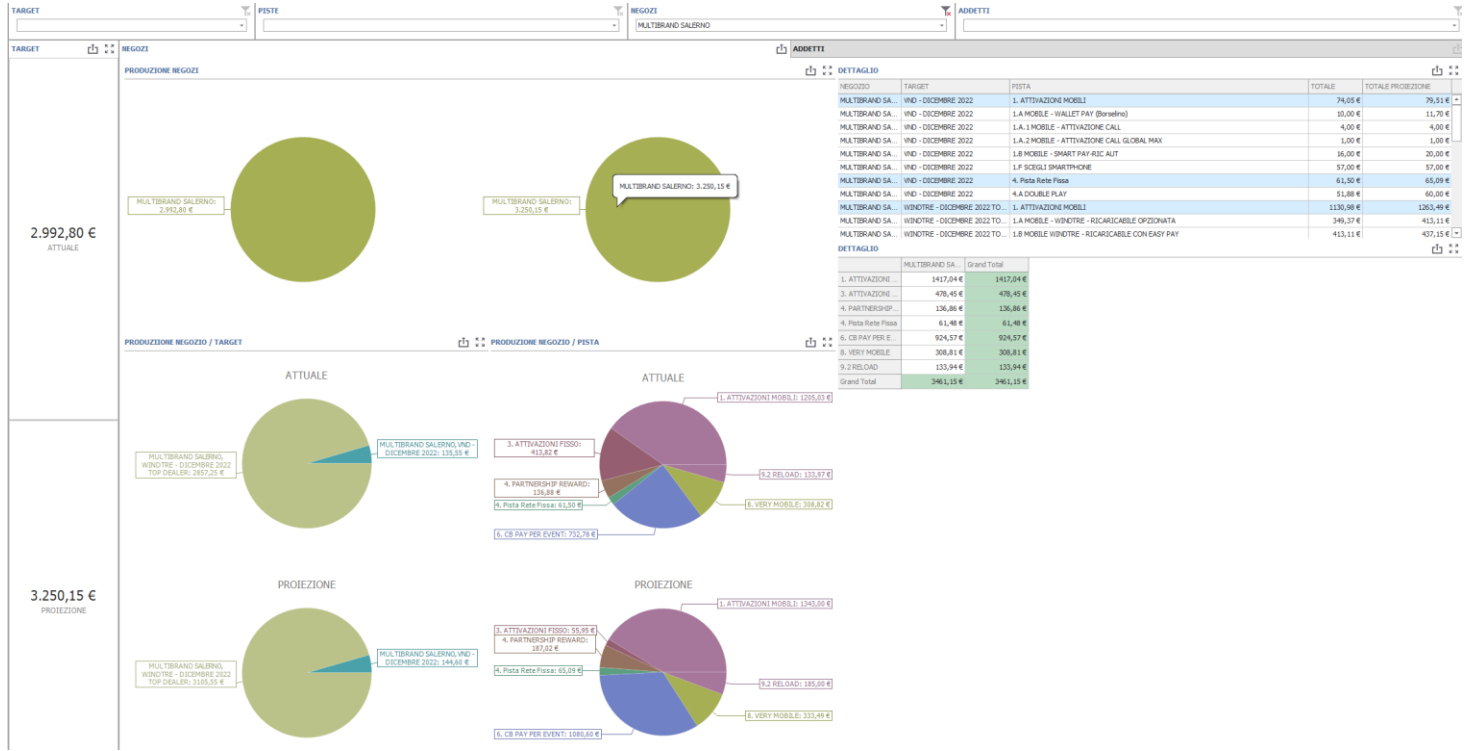 TARGET
PISTE
NEGOZI
ADDETTI
MULTIBRAND SALERNO
TARGET
NEGOZI
ADDETTI
2.992,80 €
ATTUALE
3.250,15 €
PROIEZIONE
PRODUZIONE NEGOZI
MULTIBRAND SALERNO:
2.992,80 €
MULTIBRAND SALERNO:
3.250,15 €
MULTIBRAND SALERNO: 3.250,15 €
PRODUZIIONE NEGOZIO / TARGET
ATTUALE
MULTIBRAND SALERNO,
WINDTRE - DICEMBRE 2022
TOP DEALER: 2857,25 €
MULTIBRAND SALERNO,VND -
DICEMBRE 2022: 135,55 €
PROIEZIONE
MULTIBRAND SALERNO,
WINDTRE - DICEMBRE 2022
TOP DEALER: 3105,55 €
MULTIBRAND SALERNO,VND -
DICEMBRE 2022: 144,60 €
PRODUZIONE NEGOZIO / PISTA
ATTUALE
1. ATTIVAZIONI MOBILI: 1205,03 €
3. ATTIVAZIONI FISSO:
413,82 €
4. PARTNERSHIP REWARD:
136,88 €
4. Pista Rete Fissa: 61,50 €
6. CB PAY PER EVENT: 732,78 €
9.2 RELOAD: 133,97 €
8. VERY MOBILE: 308,82 €
PROIEZIONE
1. ATTIVAZIONI MOBILI: 1343,00 €
3. ATTIVAZIONI FISSO: 55,95 €
4. PARTNERSHIP REWARD:
187,02 €
4. Pista Rete Fissa: 65,09 €
6. CB PAY PER EVENT: 1080,60 €
9.2 RELOAD: 185,00 €
8. VERY MOBILE: 333,49 €
DETTAGLIO
NEGOZIO TARGET PISTA TOTALE TOTALE PROIEZIONE
MULTIBRAND SA... VND - DICEMBRE 2022 1. ATTIVAZIONI MOBILI 74,05 € 79,51 €
MULTIBRAND SA... VND - DICEMBRE 2022 1.A MOBILE - WALLET PAY (Borselino) 10,00 € 11,70 €
MULTIBRAND SA... VND - DICEMBRE 2022 1.A.1 MOBILE - ATTIVAZIONE CALL 4,00 € 4,00 €
MULTIBRAND SA... VND - DICEMBRE 2022 1.A.2 MOBILE - ATTIVAZIONE CALL GLOBAL MAX 1,00 € 1,00 €
MULTIBRAND SA... VND - DICEMBRE 2022 1.B MOBILE - SMART PAY-RIC AUT 16,00 € 20,00 €
MULTIBRAND SA... VND - DICEMBRE 2022 1.F SCEGLI SMARTPHONE 57,00 € 57,00 €
MULTIBRAND SA... VND - DICEMBRE 2022 4. Pista Rete Fissa 61,50 € 65,09 €
MULTIBRAND SA... VND - DICEMBRE 2022 4.A DOUBLE PLAY 51,88 € 60,00 €
MULTIBRAND SA... WINDTRE - DICEMBRE 2022 TO... 1. ATTIVAZIONI MOBILI 1130,98 € 1263,49 €
MULTIBRAND SA... WINDTRE - DICEMBRE 2022 TO... 1.A MOBILE - WINDTRE - RICARICABILE OPZIONATA 349,37 € 413,11 €
MULTIBRAND SA... WINDTRE - DICEMBRE 2022 TO... 1.B MOBILE WINDTRE - RICARICABILE CON EASY PAY 413,11 € 437,15 €
DETTAGLIO
MULTIBRAND SA... Grand Total
1. ATTIVAZIONI ... 1417,04 € 1417,04 €
3. ATTIVAZIONI ... 478,45 € 478,45 €
4. PARTNERSHIP... 136,86 € 136,86 €
4. Pista Rete Fissa 61,48 € 61,48 €
6. CB PAY PER E... 924,57 € 924,57 €
8. VERY MOBILE 308,81 € 308,81 €
9.2 RELOAD 133,94 € 133,94 €
Grand Total 3461,15 € 3461,15 €